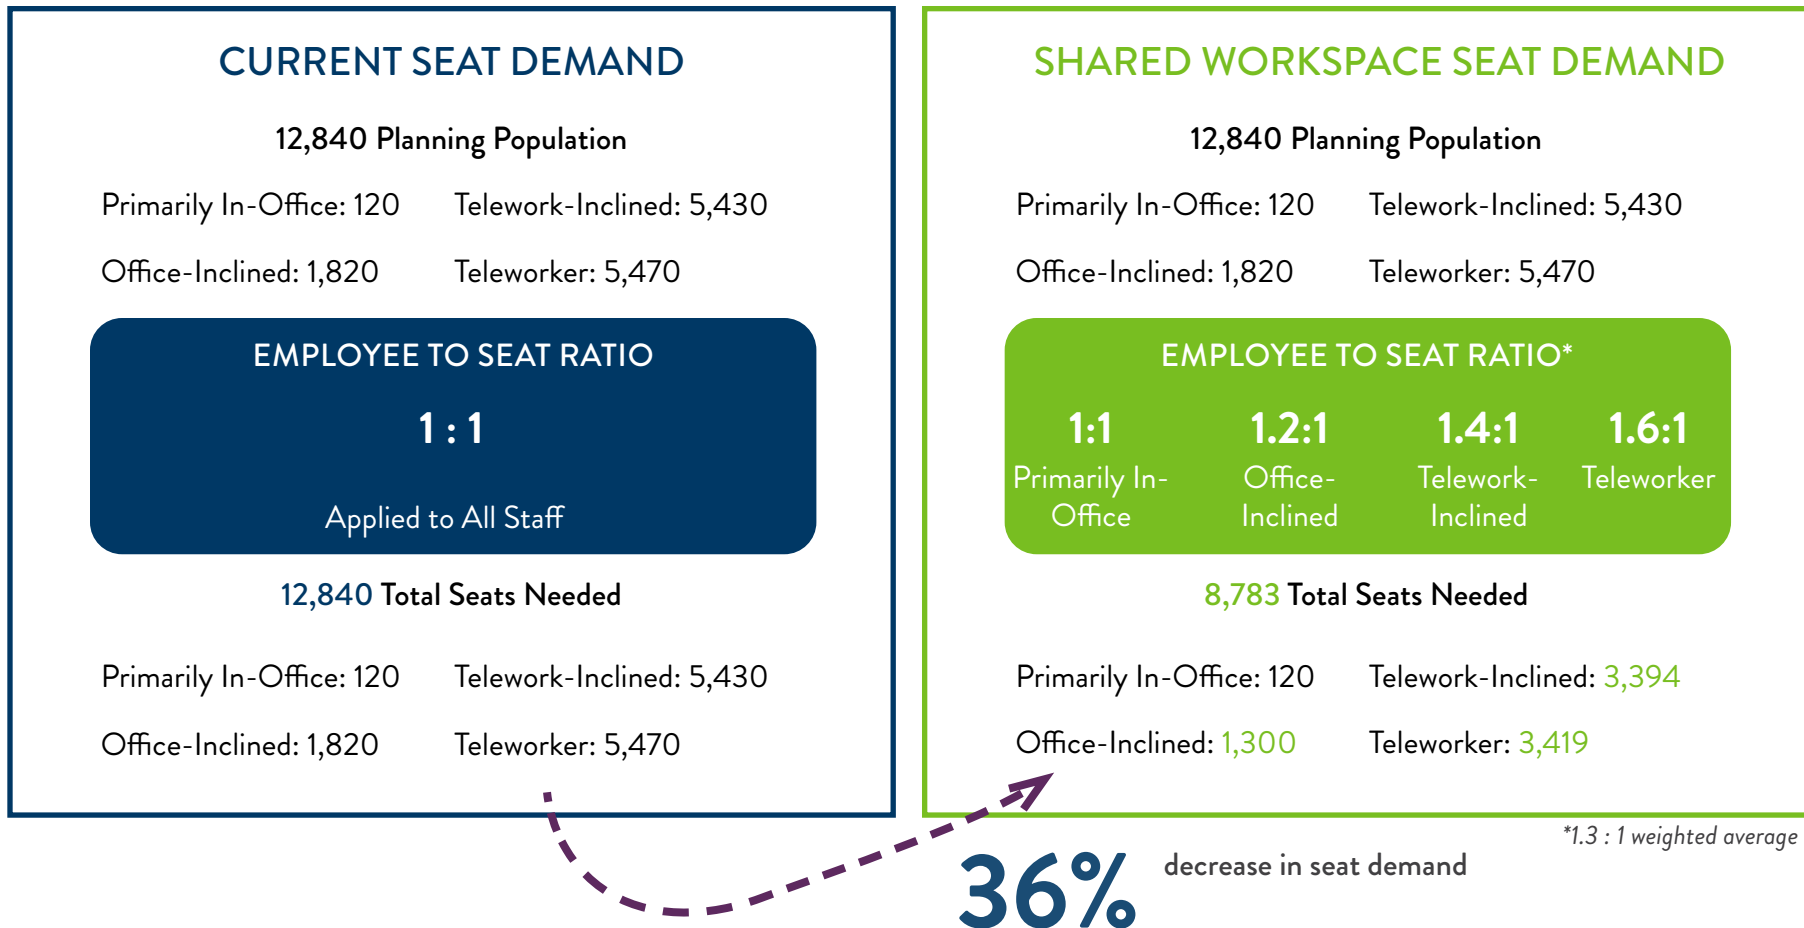 CURRENT SEAT DEMAND
12,840 Planning Population
Primarily In-Office: 120 Telework-Inclined: 5,430
Office-Inclined: 1,820 Teleworker: 5,470
EMPLOYEE TO SEAT RATIO
1 : 1
Applied to All Staff
12,840 Total Seats Needed
Primarily In-Office: 120 Telework-Inclined: 5,430
Office-Inclined: 1,820 Teleworker: 5,470
SHARED WORKSPACE SEAT DEMAND
12,840 Planning Population
Primarily In-Office: 120 Telework-Inclined: 5,430
Office-Inclined: 1,820 Teleworker: 5,470
EMPLOYEE TO SEAT RATIO*
1:1
Primarily In-
Office
1.2:1
Office-
Inclined
1.4:1
Telework-
Inclined
1.6:1
Teleworker
8,783 Total Seats Needed
Primarily In-Office: 120 Telework-Inclined: 3,394
Office-Inclined: 1,300 Teleworker: 3,419
*1.3 : 1 weighted average
36% decrease in seat demand